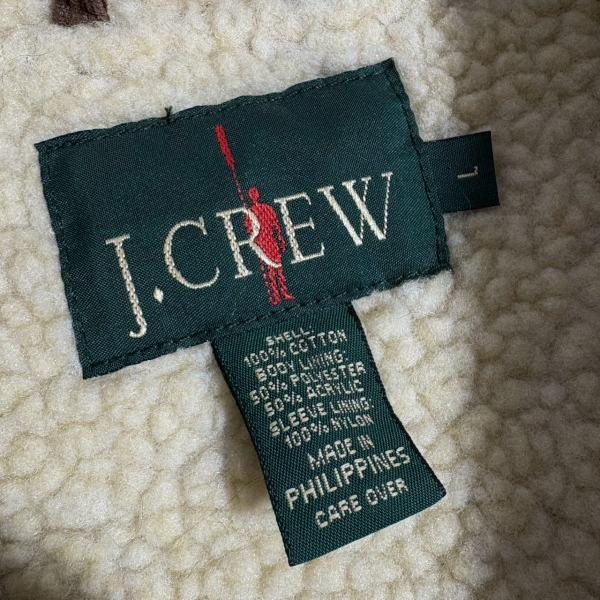 J.CREW
L
SHELL:
100% COTTON
BODY LINING:
50% POLYESTER
50% ACRYLIC
SLEEVE LINING:
100% NYLON
MADE IN
PHILIPPINES
CARE OVER